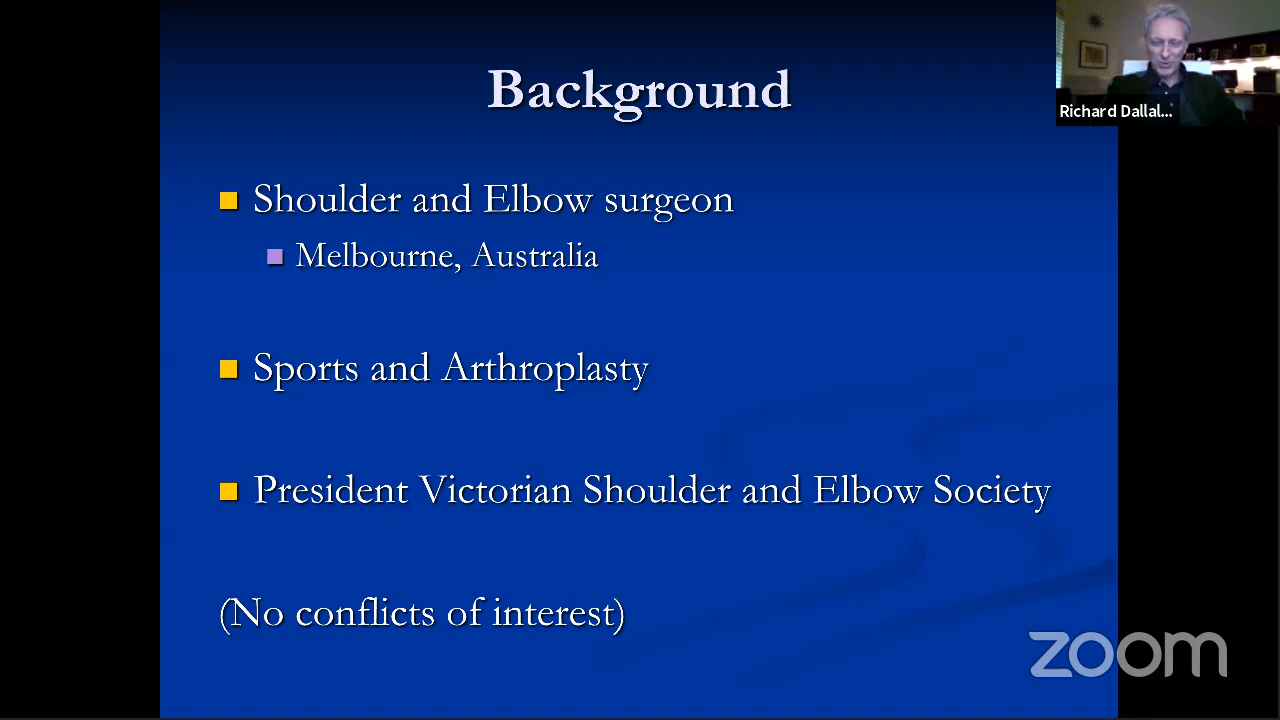 Background
Richard Dallal...
Shoulder and Elbow surgeon
Melbourne, Australia
Sports and Arthroplasty
President Victorian Shoulder and Elbow Society
(No conflicts of interest)
zoom